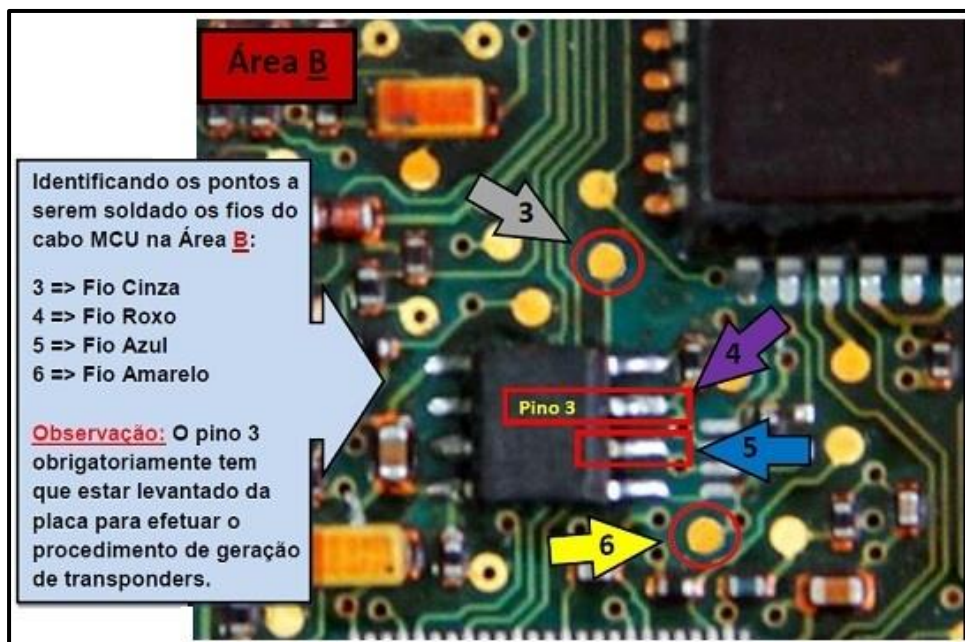 Área B
Identificando os pontos a
serem soldado os fios do
cabo MCU na Área B:
3 => Fio Cinza
4 => Fio Roxo
5 => Fio Azul
6 => Fio Amarelo
Observação: O pino 3
obrigatoriamente tem
que estar levantado da
placa para efetuar o
procedimento de geração
de transponders.
3
4
Pino 3
5
6